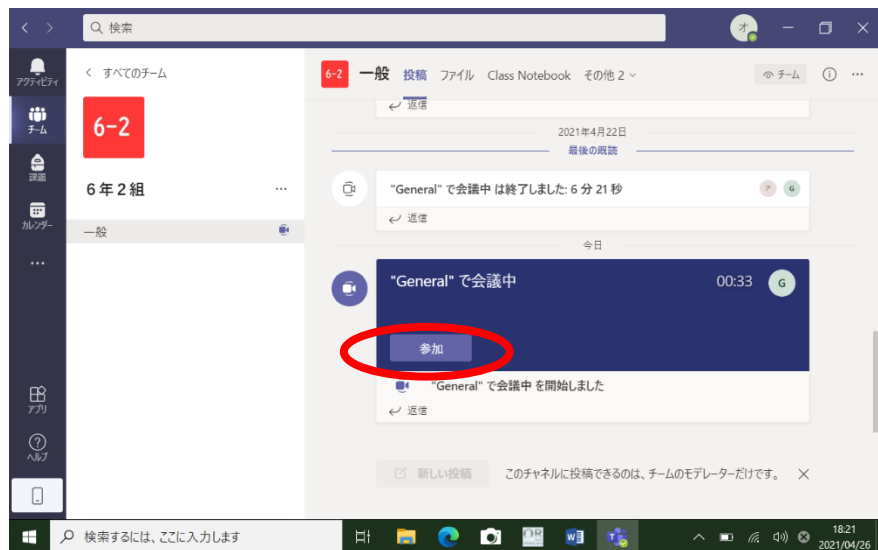 検索
オ
アクティビティ
チーム
課題
カレンダー
アプリ
ヘルプ
すべてのチーム
6-2
6年2組
一般
6-2 一般 投稿 ファイル Class Notebook その他 2 チーム
返信
2021年4月22日
最後の既読
"General" で会議中 は終了しました: 6 分 21 秒 ア G
返信
今日
"General" で会議中 00:33 G
参加
"General" で会議中 を開始しました
返信
新しい投稿 このチャネルに投稿できるのは、チームのモデレーターだけです。
検索するには、ここに入力します
QR
18:21
2021/04/26